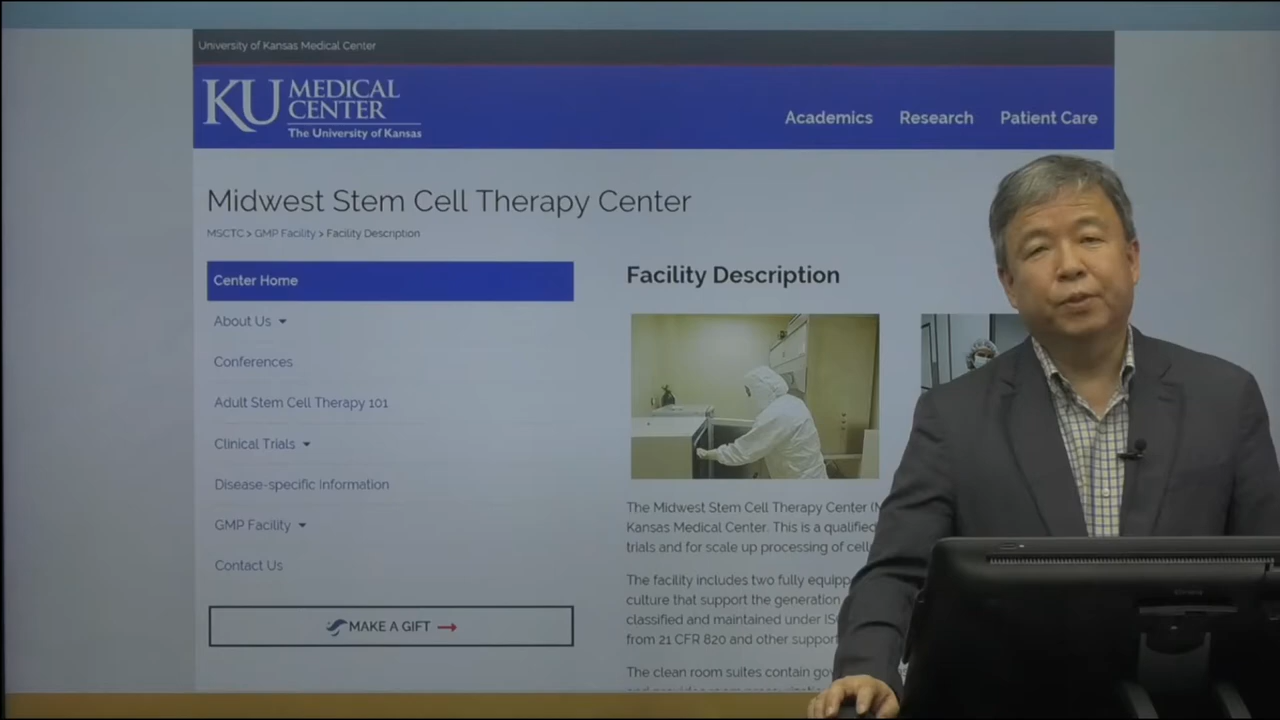 University of Kansas Medical Center
KU MEDICAL CENTER
The University of Kansas
Academics Research Patient Care
Midwest Stem Cell Therapy Center
MSCTC > GMP Facility > Facility Description
Center Home
About Us
Conferences
Adult Stem Cell Therapy 101
Clinical Trials
Disease-specific Information
GMP Facility
Contact Us
MAKE A GIFT
Facility Description
The Midwest Stem Cell Therapy Center
Kansas Medical Center. This is a qualified
trials and for scale up processing of cell
The facility includes two fully
culture that support the generation
classified and maintained under
from 21 CFR 820 and other
The clean room suites contain